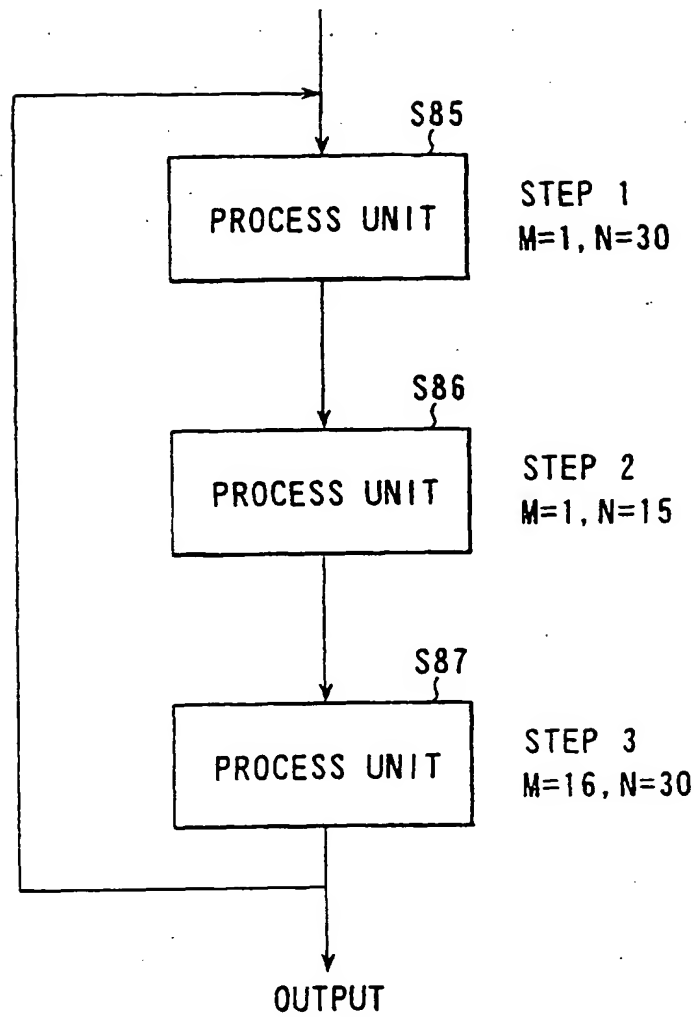 S85
PROCESS UNIT
STEP 1
M=1, N=30
S86
PROCESS UNIT
STEP 2
M=1, N=15
S87
PROCESS UNIT
STEP 3
M=16, N=30
OUTPUT